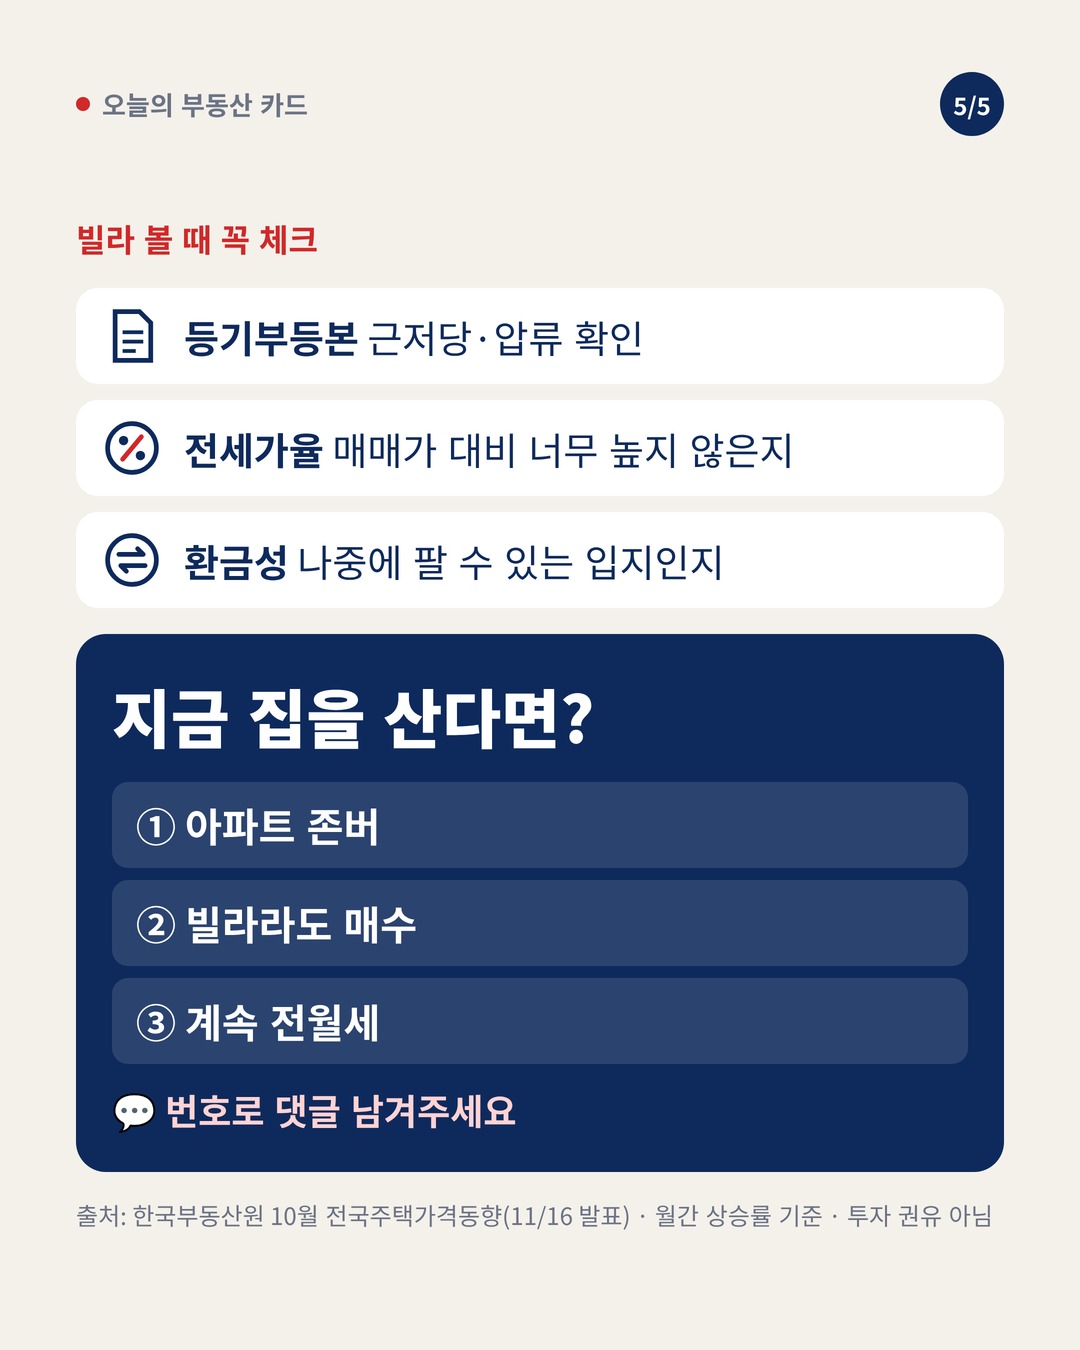 오늘의 부동산 카드
5/5
빌라 볼 때 꼭 체크
등기부등본 근저당·압류 확인
전세가율 매매가 대비 너무 높지 않은지
환금성 나중에 팔 수 있는 입지인지
지금 집을 산다면?
① 아파트 존버
② 빌라라도 매수
③ 계속 전월세
💬 번호로 댓글 남겨주세요
출처: 한국부동산원 10월 전국주택가격동향(11/16 발표) · 월간 상승률 기준 · 투자 권유 아님